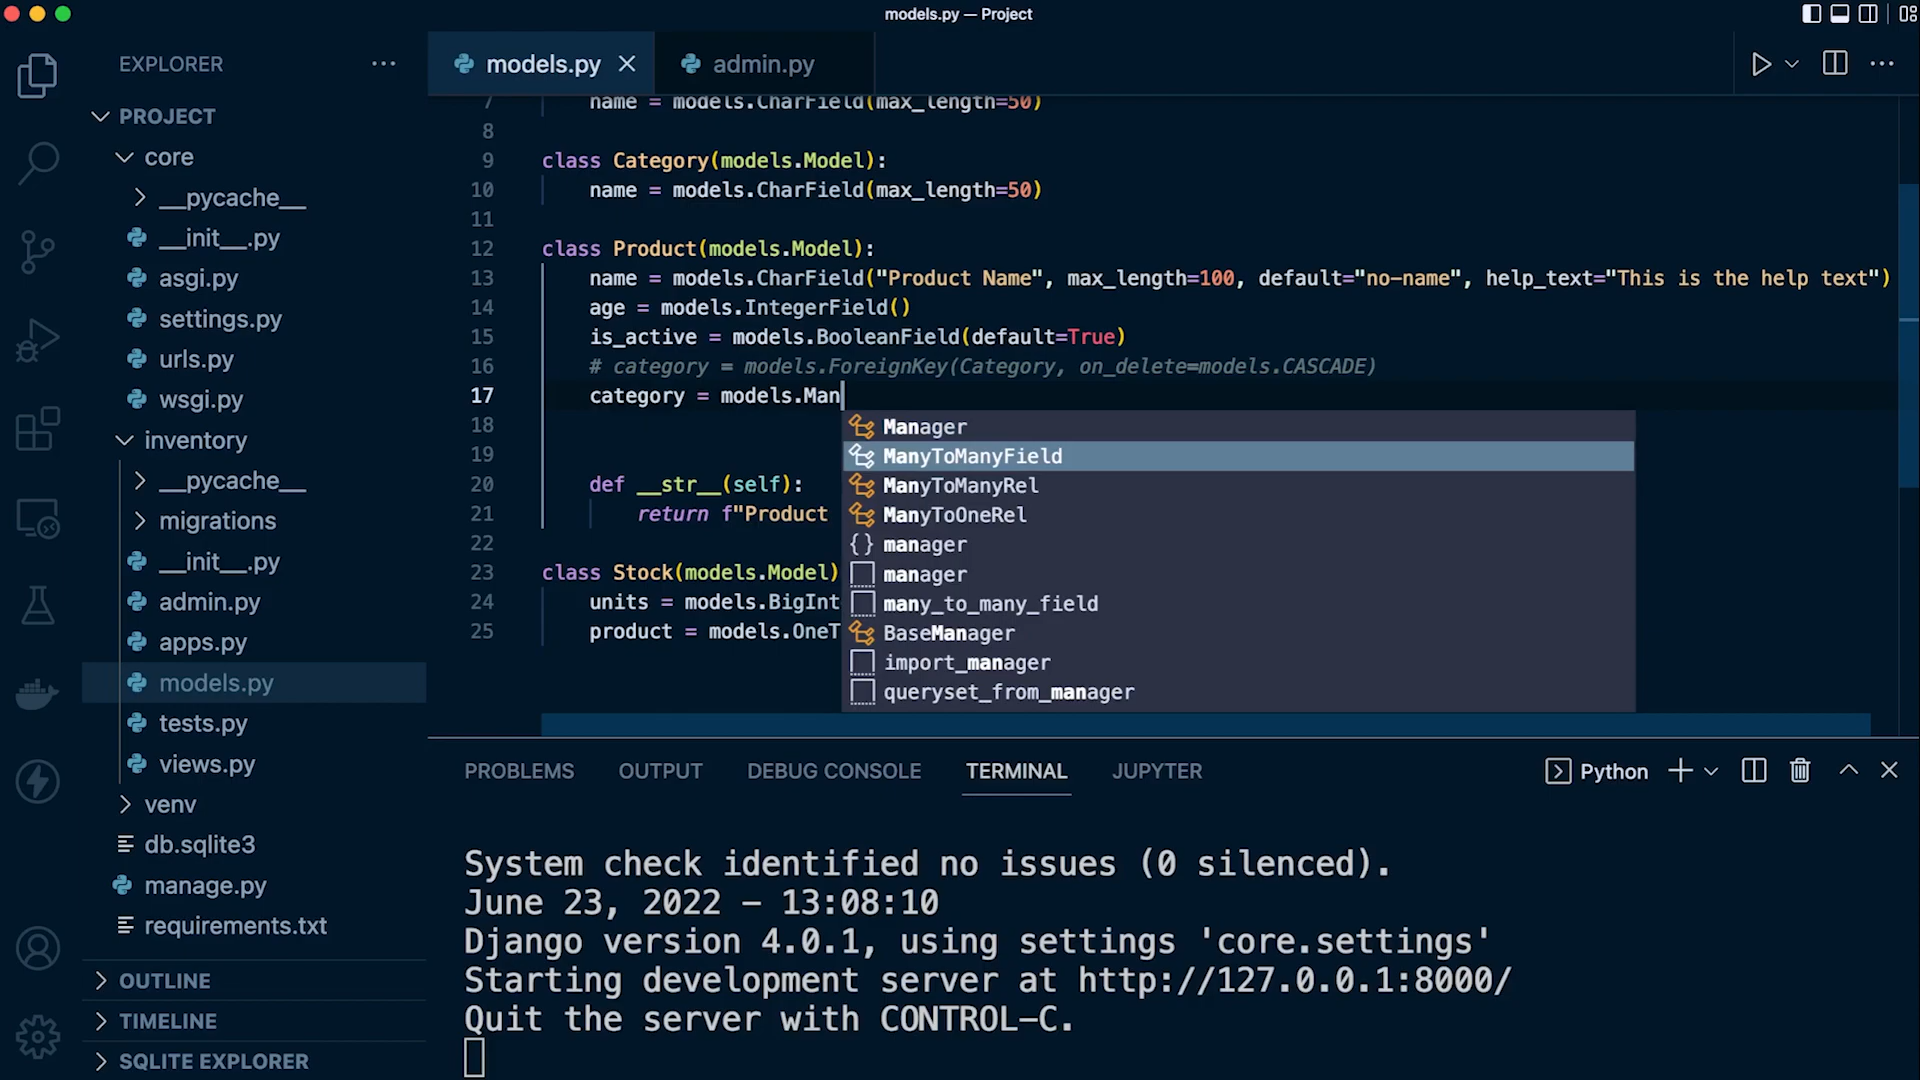 models.py — Project
EXPLORER
PROJECT
core
__pycache__
__init__.py
asgi.py
settings.py
urls.py
wsgi.py
inventory
__pycache__
migrations
__init__.py
admin.py
apps.py
models.py
tests.py
views.py
venv
db.sqlite3
manage.py
requirements.txt
OUTLINE
TIMELINE
SQLITE EXPLORER
models.py
admin.py
7 name = models.CharField(max_length=50)
8
9 class Category(models.Model):
10 name = models.CharField(max_length=50)
11
12 class Product(models.Model):
13 name = models.CharField("Product Name", max_length=100, default="no-name", help_text="This is the help text")
14 age = models.IntegerField()
15 is_active = models.BooleanField(default=True)
16 # category = models.ForeignKey(Category, on_delete=models.CASCADE)
17 category = models.Man
18
19
20 def __str__(self):
21 return f"Product
22
23 class Stock(models.Model)
24 units = models.BigInt
25 product = models.OneT
Manager
ManyToManyField
ManyToManyRel
ManyToOneRel
{} manager
manager
many_to_many_field
BaseManager
import_manager
queryset_from_manager
PROBLEMS OUTPUT DEBUG CONSOLE TERMINAL JUPYTER
Python
System check identified no issues (0 silenced).
June 23, 2022 - 13:08:10
Django version 4.0.1, using settings 'core.settings'
Starting development server at http://127.0.0.1:8000/
Quit the server with CONTROL-C.